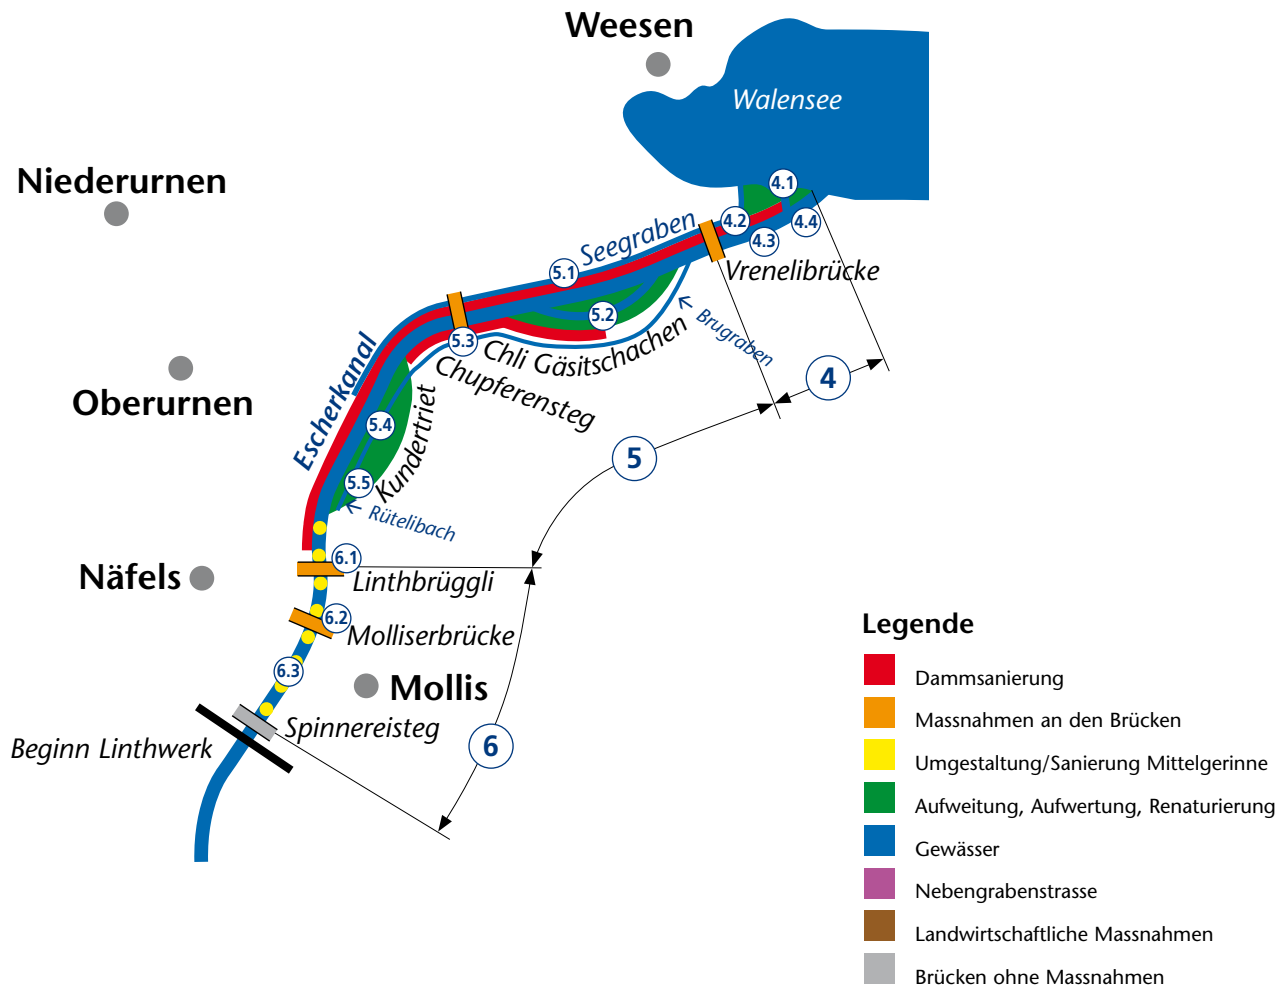 Weesen
Walensee
Niederurnen
4.1
4.2
4.4
4.3
Seegraben
5.1
Vrenelibrücke
5.2
← Brugraben
5.3
Chli Gäsitschachen
Chupferensteg
Escherkanal
Oberurnen
4
5.4
Kundertriet
5
5.5
← Rütelibach
6.1
Näfels
Linthbrüggli
6.2
Molliserbrücke
6.3
Mollis
Spinnereisteg
6
Beginn Linthwerk
Legende
Dammsanierung
Massnahmen an den Brücken
Umgestaltung/Sanierung Mittelgerinne
Aufweitung, Aufwertung, Renaturierung
Gewässer
Nebengrabenstrasse
Landwirtschaftliche Massnahmen
Brücken ohne Massnahmen